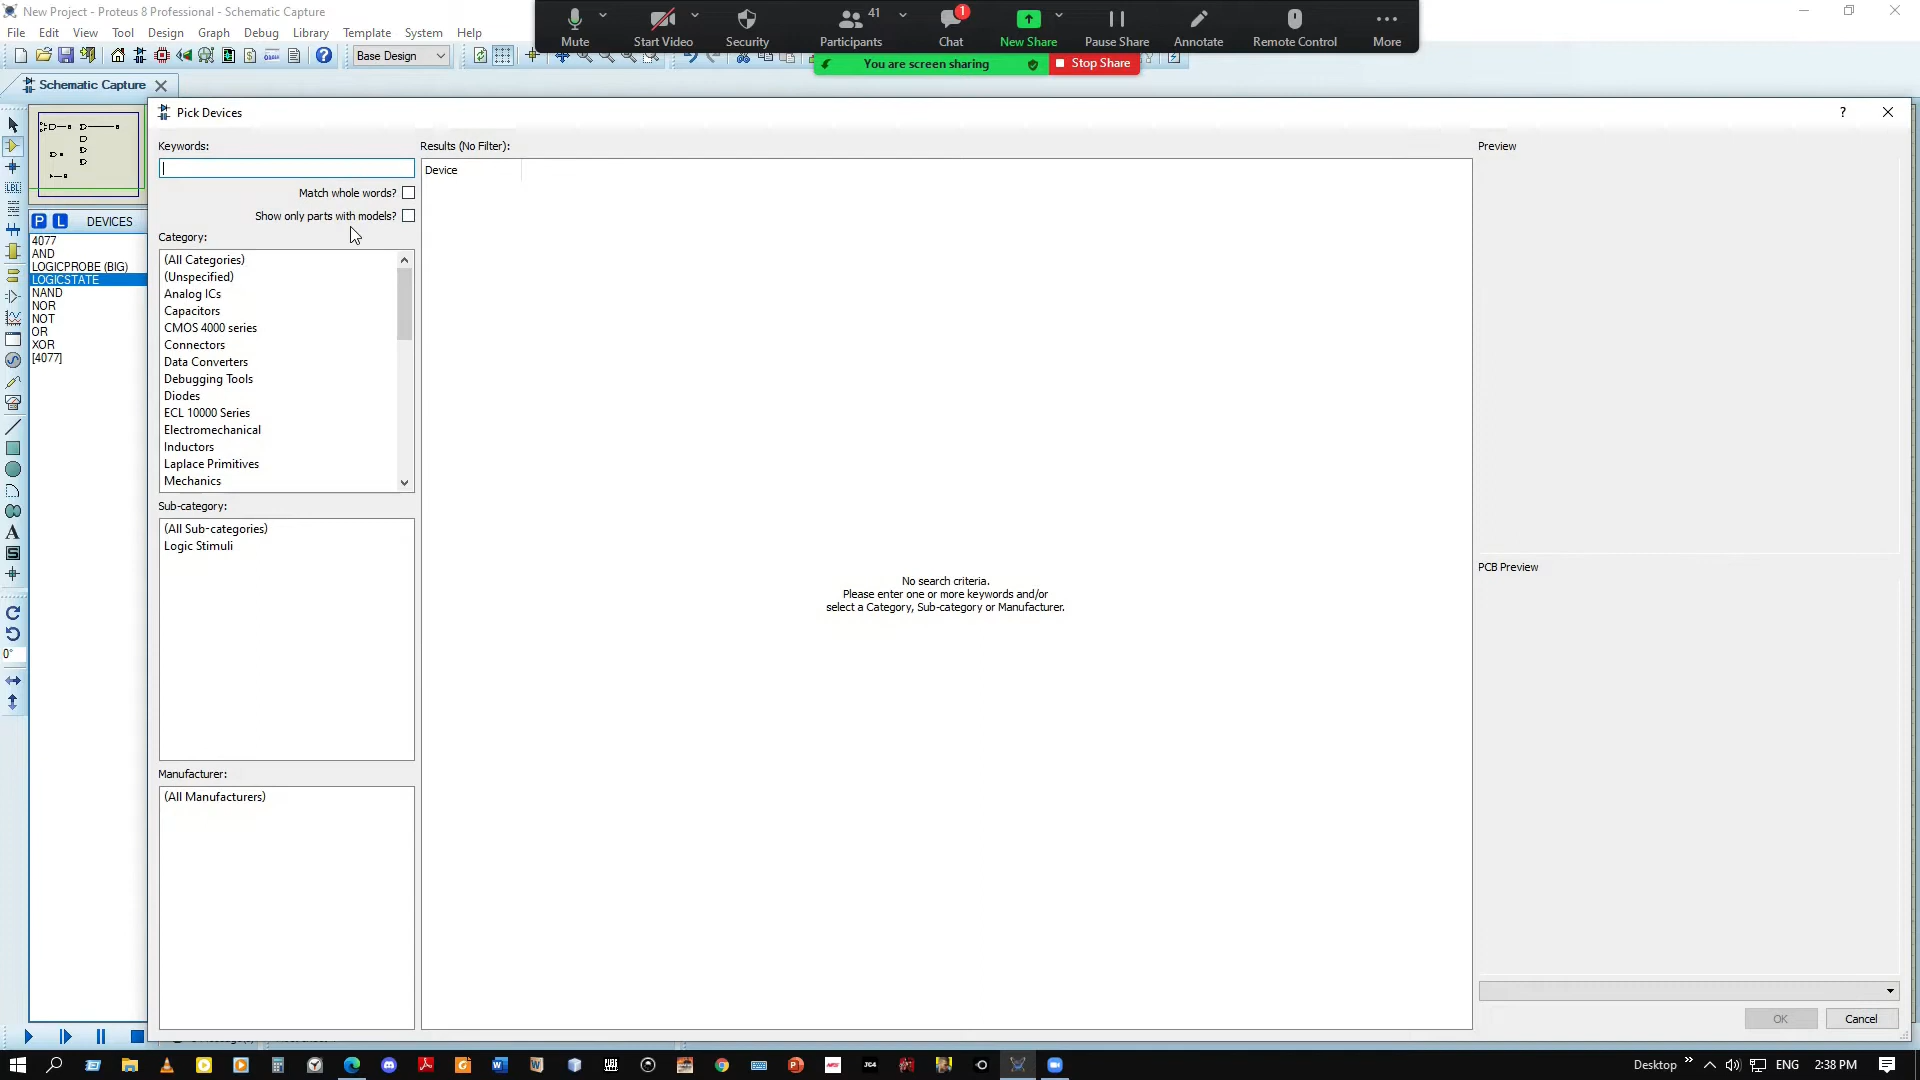 New Project - Proteus 8 Professional - Schematic Capture
File Edit View Tool Design Graph Debug Library Template System Help
Mute
Start Video
Security
Participants 41
Chat 1
New Share
Pause Share
Annotate
Remote Control
More
Base Design
You are screen sharing
Stop Share
Schematic Capture
Pick Devices
?
Keywords:
Results (No Filter):
Preview
Device
Match whole words?
Show only parts with models?
P L DEVICES
Category:
4077
AND
LOGICPROBE (BIG)
LOGICSTATE
NAND
NOR
NOT
OR
XOR
[4077]
(All Categories)
(Unspecified)
Analog ICs
Capacitors
CMOS 4000 series
Connectors
Data Converters
Debugging Tools
Diodes
ECL 10000 Series
Electromechanical
Inductors
Laplace Primitives
Mechanics
Sub-category:
(All Sub-categories)
Logic Stimuli
No search criteria.
Please enter one or more keywords and/or
select a Category, Sub-category or Manufacturer.
PCB Preview
LBL
A
S
0°
Manufacturer:
(All Manufacturers)
OK
Cancel
Desktop
ENG
2:38 PM